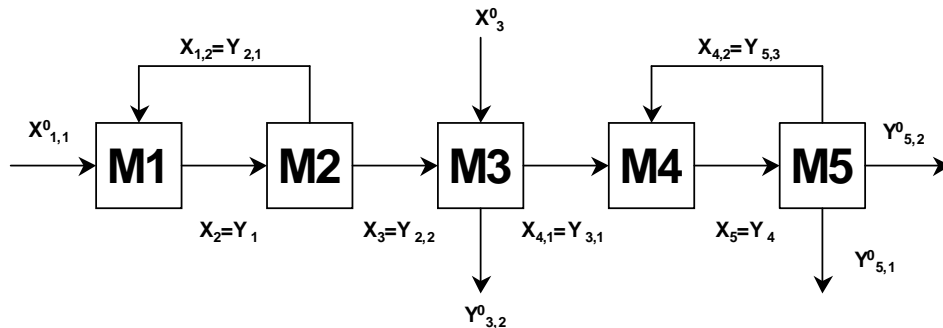 X⁰₃
X₁,₂=Y₂,₁
X₄,₂=Y₅,₃
X⁰₁,₁
Y⁰₅,₂
M1
M2
M3
M4
M5
X₂=Y₁
X₃=Y₂,₂
X₄,₁=Y₃,₁
X₅=Y₄
Y⁰₅,₁
Y⁰₃,₂